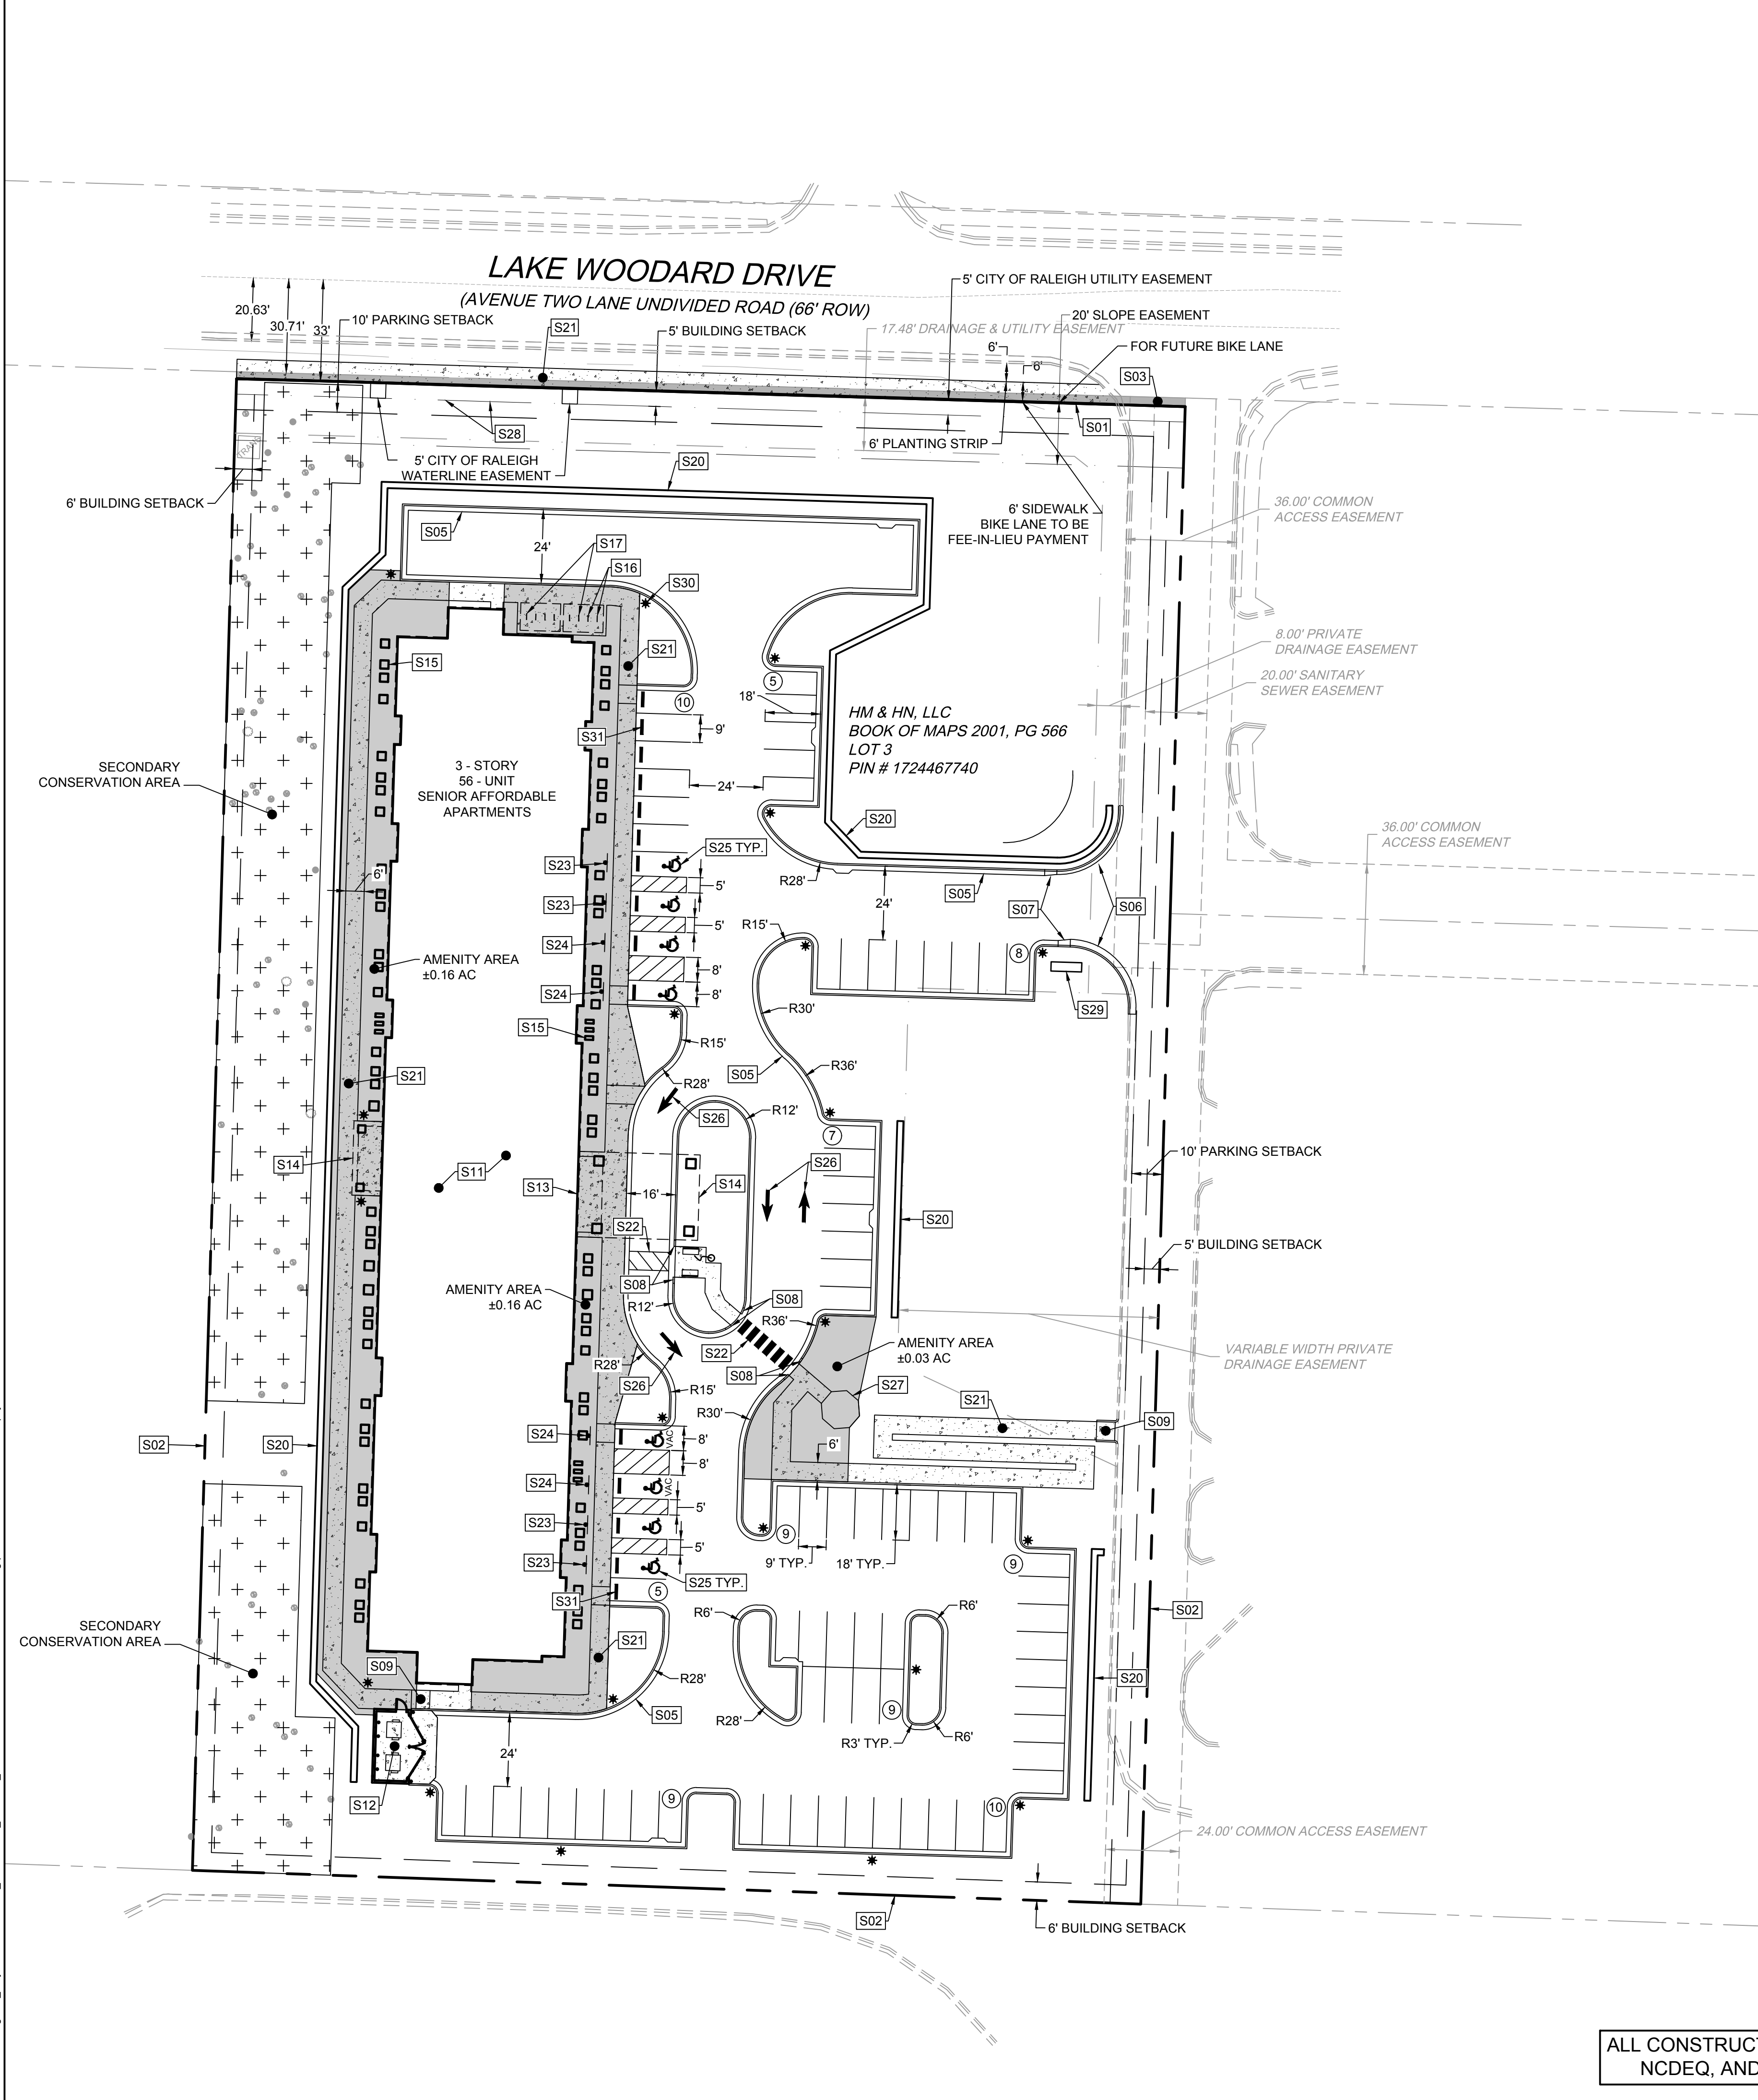 LAKE WOODARD DRIVE
(AVENUE TWO LANE UNDIVIDED ROAD (66' ROW)
5' CITY OF RALEIGH UTILITY EASEMENT
20.63'
30.71'
33'
10' PARKING SETBACK
S21
5' BUILDING SETBACK
17.48' DRAINAGE & UTILITY EASEMENT
20' SLOPE EASEMENT
6'
6'
FOR FUTURE BIKE LANE
S03
S01
S28
6' PLANTING STRIP
TRANS
5' CITY OF RALEIGH
WATERLINE EASEMENT
S20
6' BUILDING SETBACK
6' SIDEWALK
BIKE LANE TO BE
FEE-IN-LIEU PAYMENT
36.00' COMMON
ACCESS EASEMENT
S05
24'
S17
S16
S30
S15
S21
8.00' PRIVATE
DRAINAGE EASEMENT
20.00' SANITARY
SEWER EASEMENT
5
10
18'
9'
S31
HM & HN, LLC
BOOK OF MAPS 2001, PG 566
LOT 3
PIN # 1724467740
SECONDARY
CONSERVATION AREA
3 - STORY
56 - UNIT
SENIOR AFFORDABLE
APARTMENTS
24'
S20
36.00' COMMON
ACCESS EASEMENT
S25 TYP.
S23
6'
5'
R28'
S05
S23
24'
S07
S06
5'
R15'
S24
8
AMENITY AREA
±0.16 AC
8'
S24
8'
R30'
S29
S15
R15'
S05
R36'
S21
R28'
S26
R12'
7
10' PARKING SETBACK
S14
S11
S26
S13
16'
S14
S22
S20
5' BUILDING SETBACK
S08
AMENITY AREA
±0.16 AC
R12'
S08
R36'
AMENITY AREA
±0.03 AC
VARIABLE WIDTH PRIVATE
DRAINAGE EASEMENT
S22
R28'
S08
S26
R15'
S27
R30'
S21
S09
S02
S20
S24
VAC
8'
6'
8'
S24
VAC
5'
S23
9
5'
S23
9' TYP.
18' TYP.
9
S25 TYP.
S31
5
R6'
R6'
S02
SECONDARY
CONSERVATION AREA
S21
S09
R28'
S20
S05
R28'
9
R6'
R3' TYP.
24'
S12
9
10
24.00' COMMON ACCESS EASEMENT
S02
6' BUILDING SETBACK
ALL CONSTRUCT
NCDEQ, AND